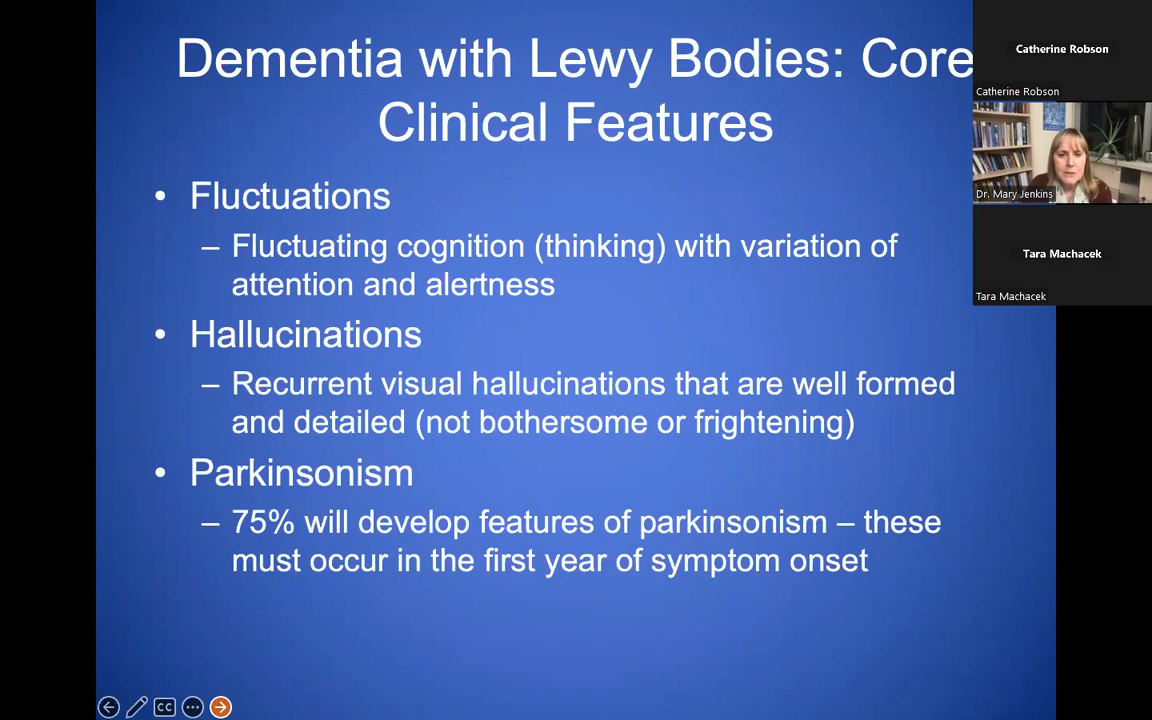 Dementia with Lewy Bodies: Core
Clinical Features
• Fluctuations
– Fluctuating cognition (thinking) with variation of
attention and alertness
• Hallucinations
– Recurrent visual hallucinations that are well formed
and detailed (not bothersome or frightening)
• Parkinsonism
– 75% will develop features of parkinsonism – these
must occur in the first year of symptom onset
Catherine Robson
Catherine Robson
Dr. Mary Jenkins
Tara Machacek
Tara Machacek
CC